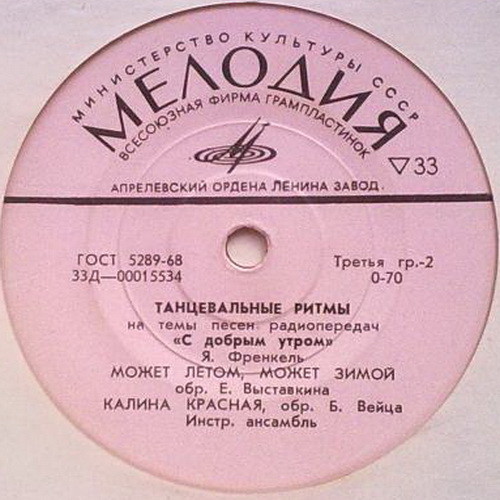 МИНИСТЕРСТВО КУЛЬТУРЫ СССР
МЕЛОДИЯ
ВСЕСОЮЗНАЯ ФИРМА ГРАМПЛАСТИНОК
▽33
АПРЕЛЕВСКИЙ ОРДЕНА ЛЕНИНА ЗАВОД
ГОСТ 5289-68 Третья гр.-2
33Д—00015534 0-70
ТАНЦЕВАЛЬНЫЕ РИТМЫ
на темы песен радиопередач
«С добрым утром»
Я. Френкель
МОЖЕТ ЛЕТОМ, МОЖЕТ ЗИМОЙ
обр. Е. Выставкина
КАЛИНА КРАСНАЯ, обр. Б. Вейца
Инстр. ансамбль